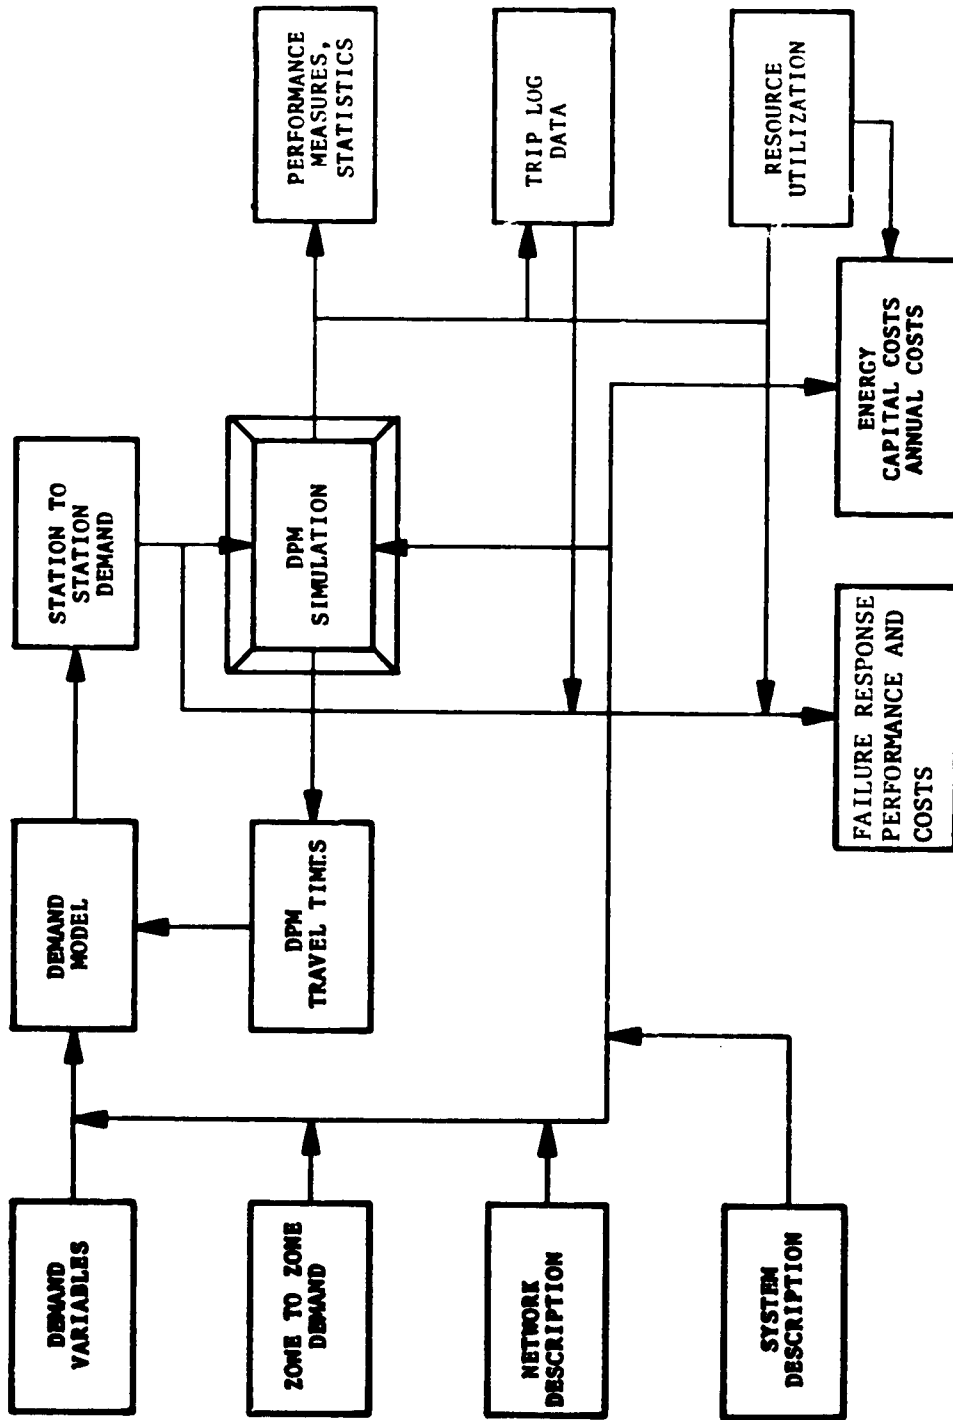 DEMAND
VARIABLES
ZONE TO ZONE
DEMAND
NETWORK
DESCRIPTION
SYSTEM
DESCRIPTION
DEMAND
MODEL
DPM
TRAVEL TIMES
STATION TO
STATION
DEMAND
DPM
SIMULATION
FAILURE RESPONSE
PERFORMANCE AND
COSTS
PERFORMANCE
MEASURES,
STATISTICS
TRIP LOG
DATA
RESOURCE
UTILIZATION
ENERGY
CAPITAL COSTS
ANNUAL COSTS